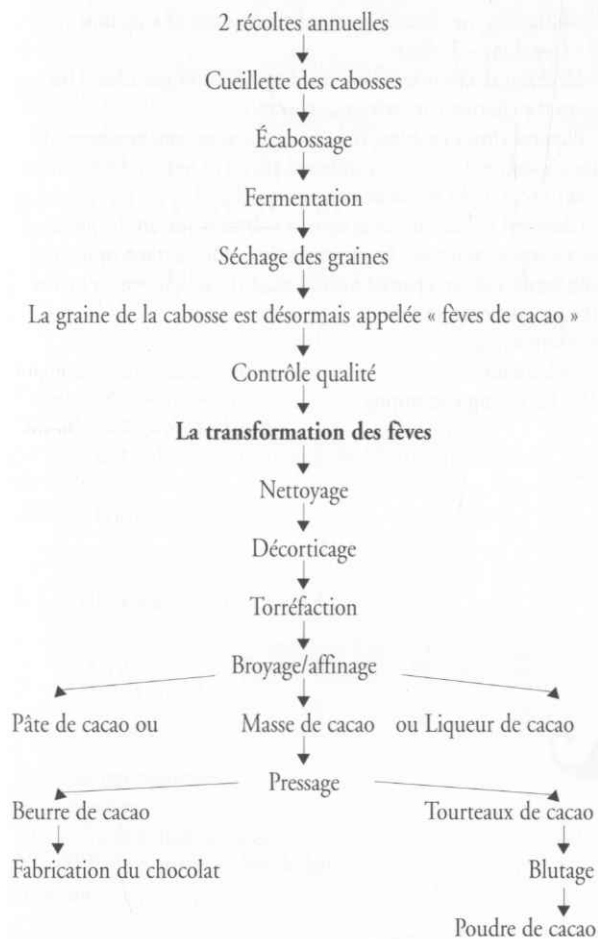 2 récoltes annuelles
Cueillette des cabosses
Écabossage
Fermentation
Séchage des graines
La graine de la cabosse est désormais appelée « fèves de cacao »
Contrôle qualité
La transformation des fèves
Nettoyage
Décorticage
Torréfaction
Broyage/affinage
Pâte de cacao ou Masse de cacao ou Liqueur de cacao
Pressage
Beurre de cacao Tourteaux de cacao
Fabrication du chocolat Blutage
Poudre de cacao